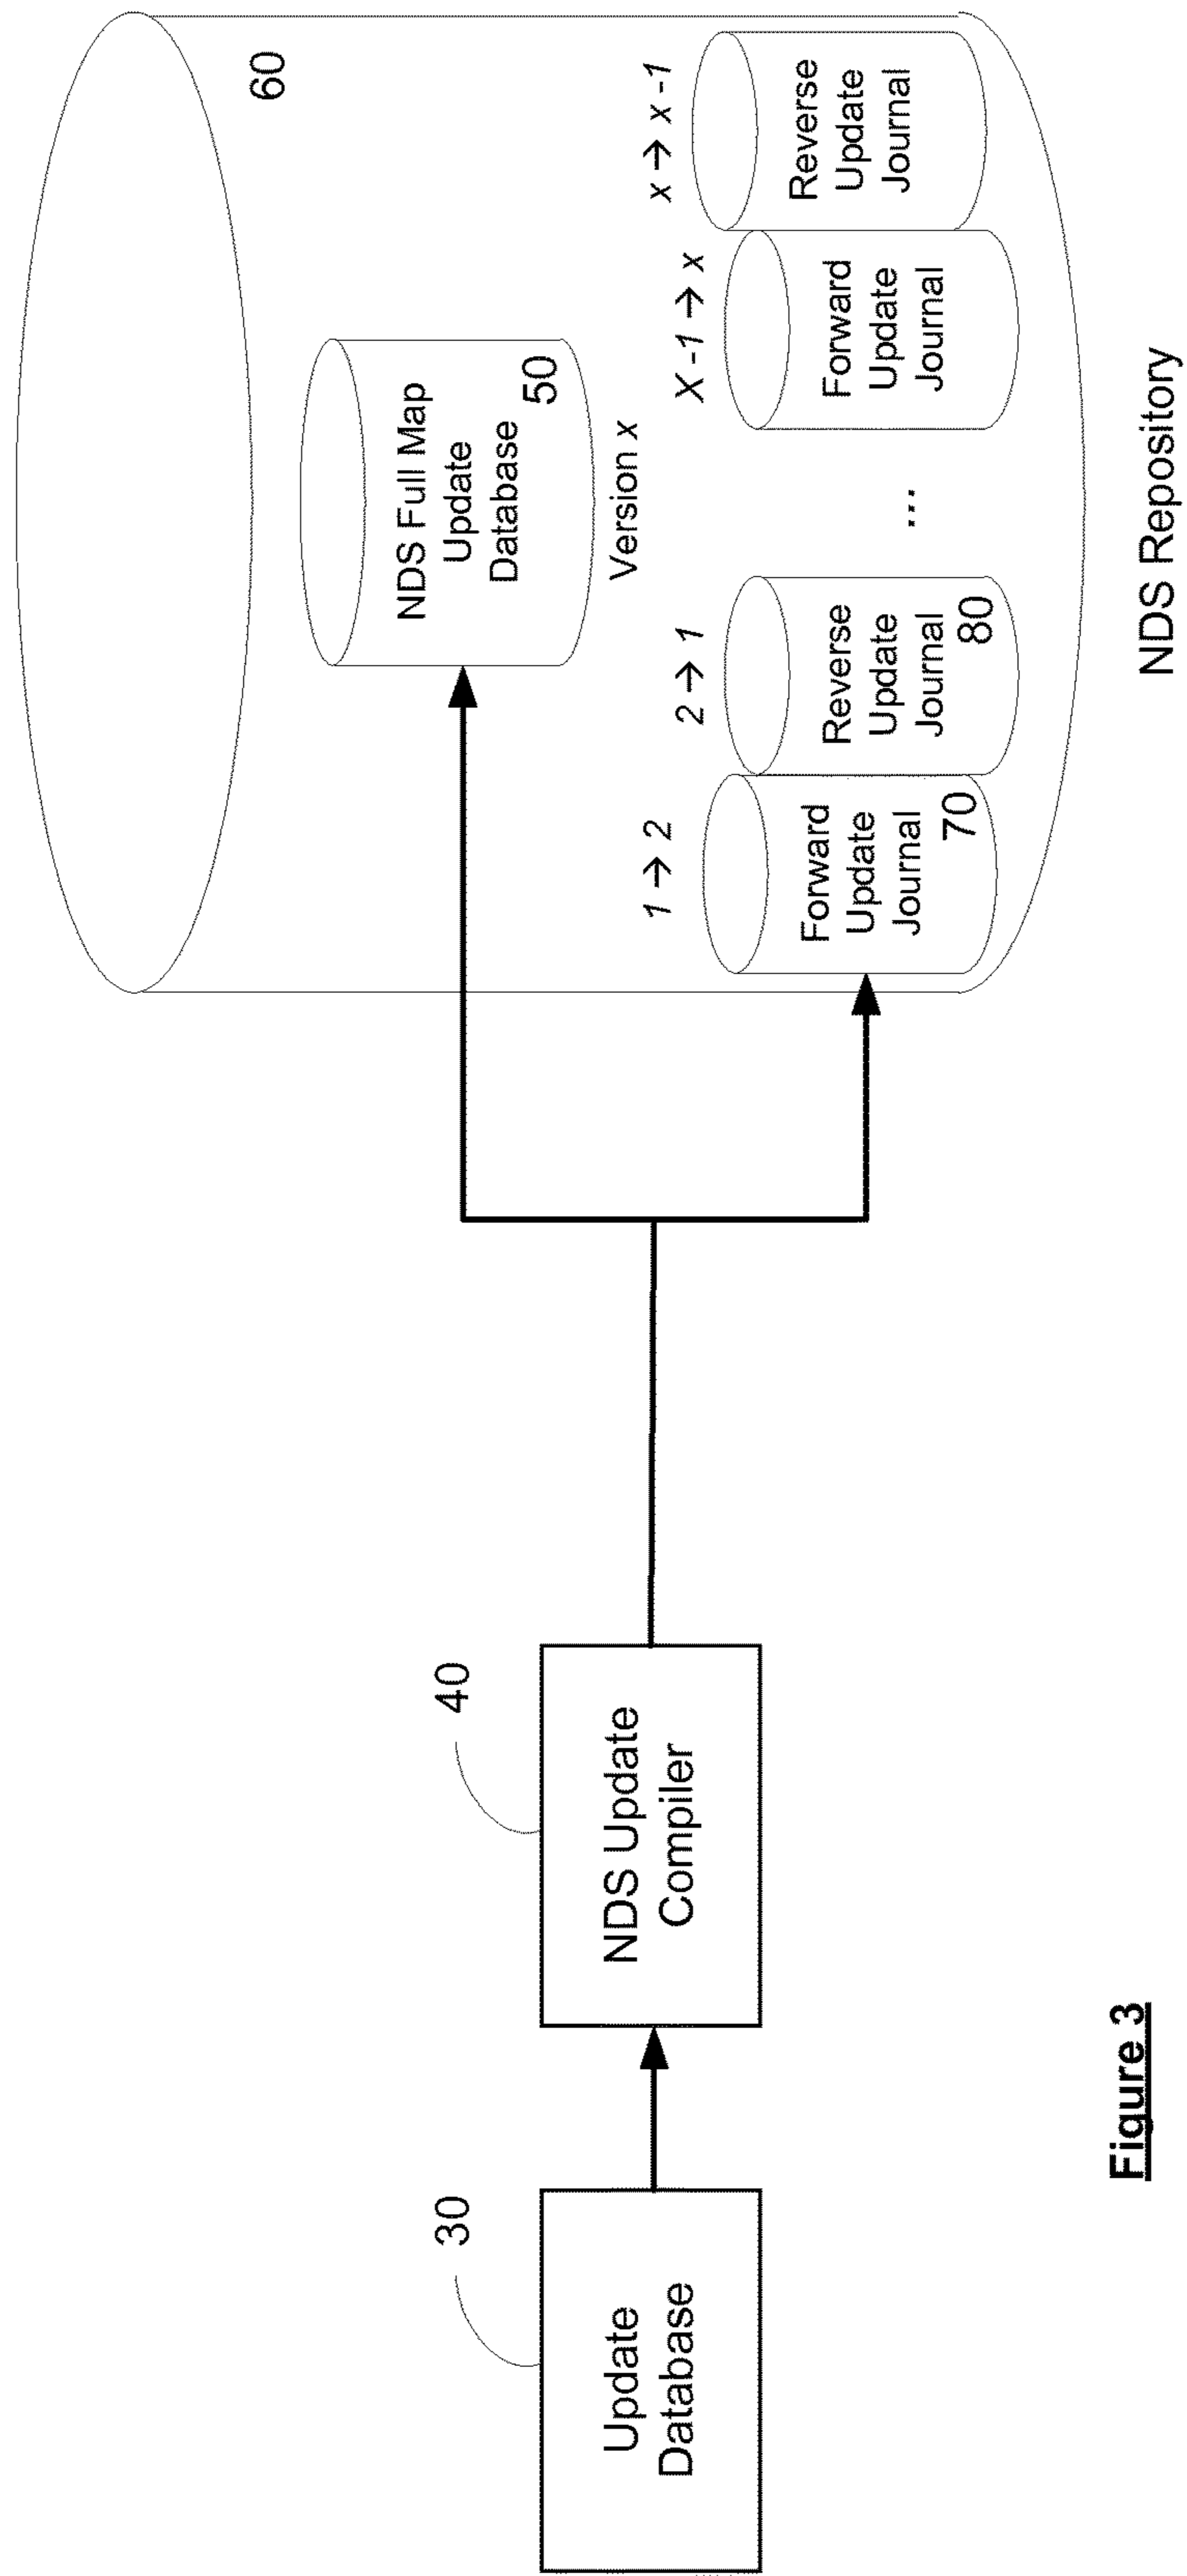 30
Update
Database
40
NDS Update
Compiler
60
NDS Full Map
Update
Database
50
Version x
1 → 2
Forward
Update
Journal
70
2 → 1
Reverse
Update
Journal
80
...
X -1 → x
Forward
Update
Journal
x → x -1
Reverse
Update
Journal
NDS Repository
Figure 3